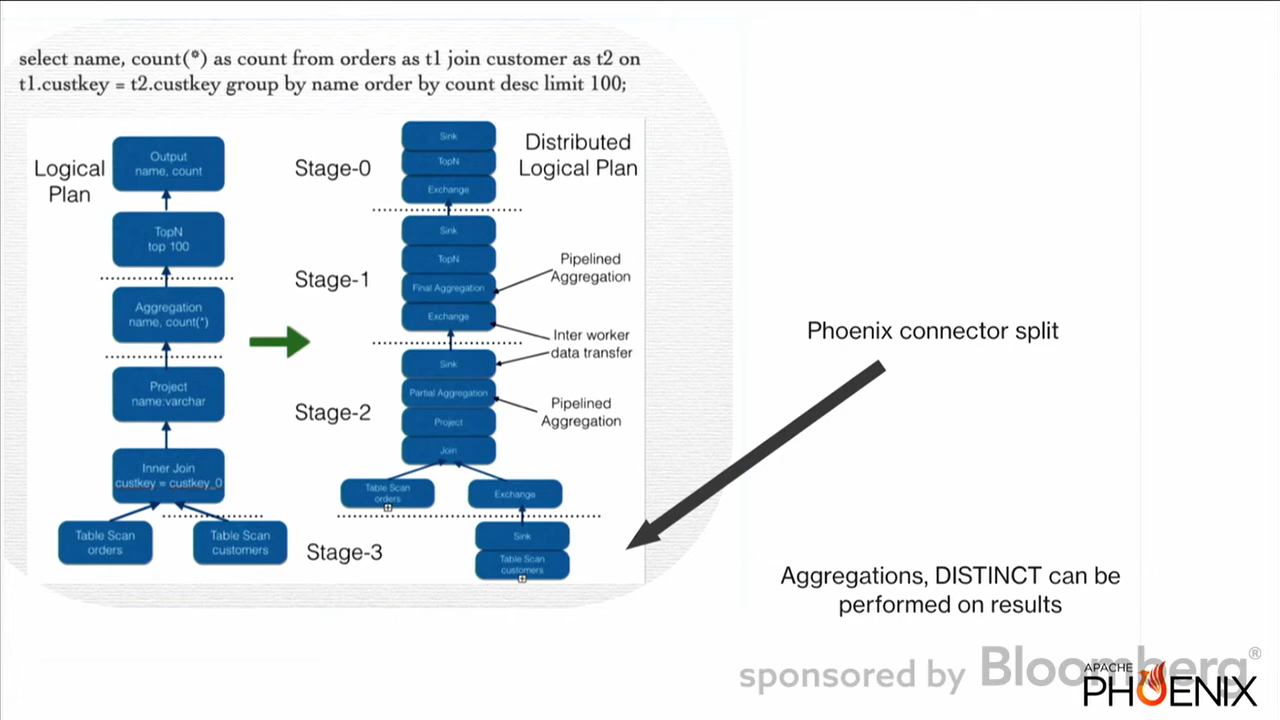 select name, count(*) as count from orders as t1 join customer as t2 on
t1.custkey = t2.custkey group by name order by count desc limit 100;
Logical
Plan
Output
name, count
TopN
top 100
Aggregation
name, count(*)
Project
name:varchar
Inner Join
custkey = custkey_0
Table Scan
orders
Table Scan
customers
Distributed
Logical Plan
Stage-0
Sink
TopN
Exchange
Stage-1
Sink
TopN
Final Aggregation
Exchange
Pipelined
Aggregation
Inter worker
data transfer
Stage-2
Sink
Partial Aggregation
Project
Join
Pipelined
Aggregation
Table Scan
orders
Exchange
Stage-3
Sink
Table Scan
customers
Phoenix connector split
Aggregations, DISTINCT can be
performed on results
sponsored by Bloomberg®
APACHE
PHOENIX